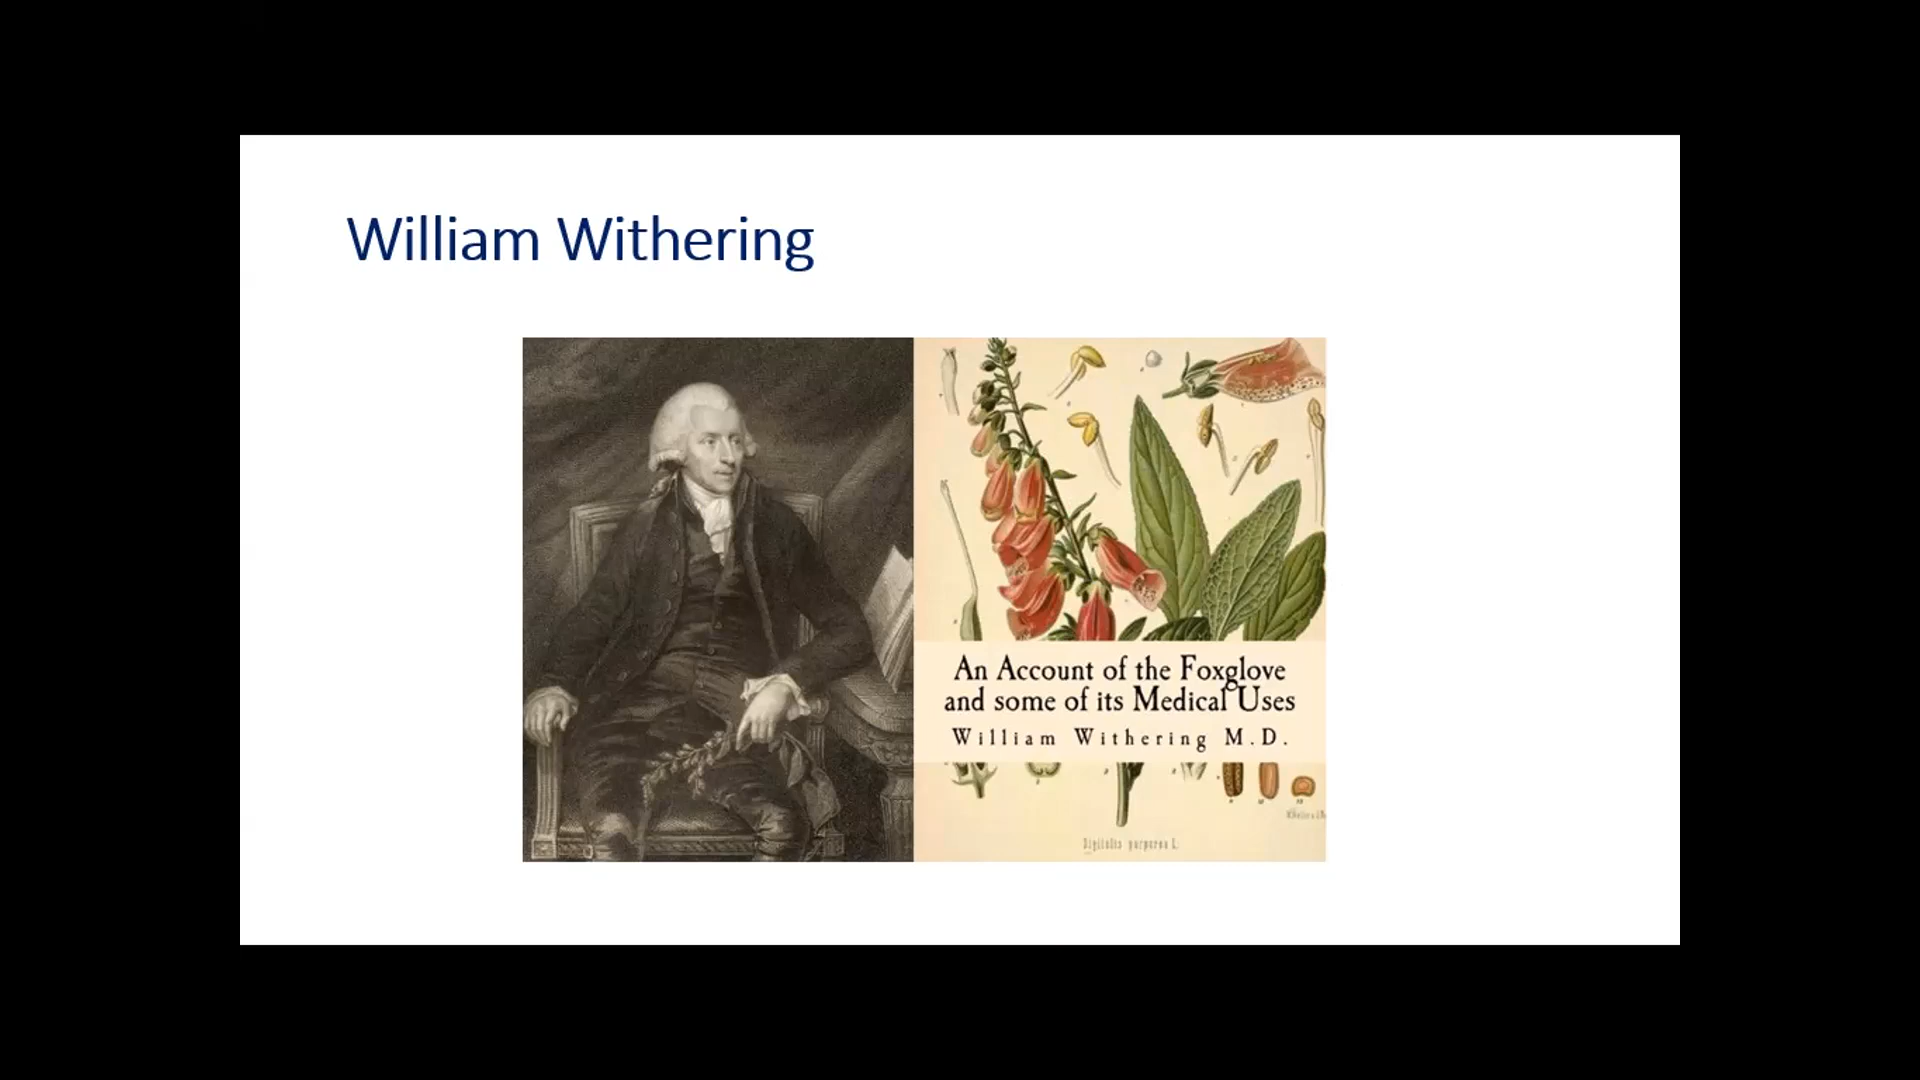 William Withering
An Account of the Foxglove
and some of its Medical Uses
William Withering M.D.
Digitalis purpurea L.